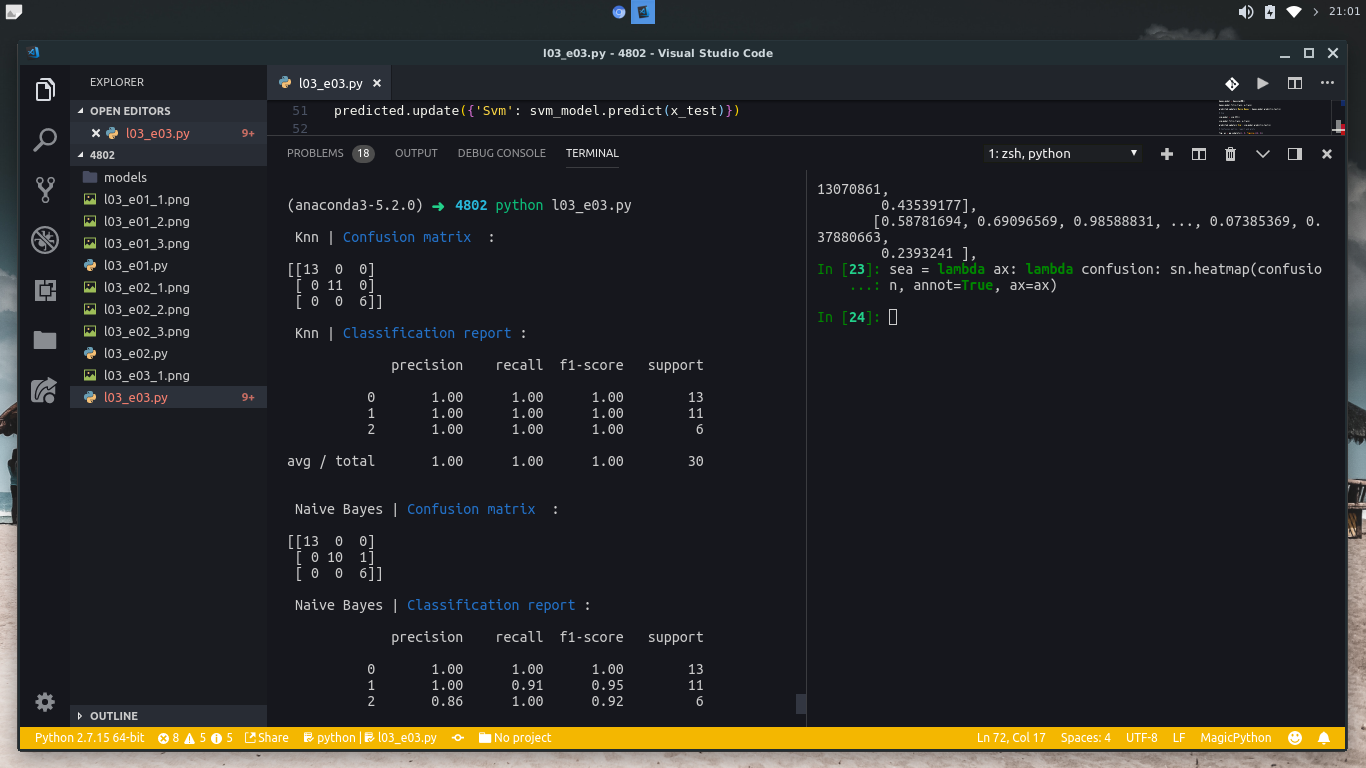 21:01
l03_e03.py - 4802 - Visual Studio Code
EXPLORER
OPEN EDITORS
l03_e03.py 9+
4802
models
l03_e01_1.png
l03_e01_2.png
l03_e01_3.png
l03_e01.py
l03_e02_1.png
l03_e02_2.png
l03_e02_3.png
l03_e02.py
l03_e03_1.png
l03_e03.py 9+
OUTLINE
l03_e03.py
51 predicted.update({'Svm': svm_model.predict(x_test)})
52
PROBLEMS 18 OUTPUT DEBUG CONSOLE TERMINAL
1: zsh, python
(anaconda3-5.2.0) ➜ 4802 python l03_e03.py
Knn | Confusion matrix :
[[13 0 0]
[ 0 11 0]
[ 0 0 6]]
Knn | Classification report :
precision recall f1-score support
0 1.00 1.00 1.00 13
1 1.00 1.00 1.00 11
2 1.00 1.00 1.00 6
avg / total 1.00 1.00 1.00 30
Naive Bayes | Confusion matrix :
[[13 0 0]
[ 0 10 1]
[ 0 0 6]]
Naive Bayes | Classification report :
precision recall f1-score support
0 1.00 1.00 1.00 13
1 1.00 0.91 0.95 11
2 0.86 1.00 0.92 6
13070861,
0.43539177],
[0.58781694, 0.69096569, 0.98588831, ..., 0.07385369, 0.
37880663,
0.2393241 ],
In [23]: sea = lambda ax: lambda confusion: sn.heatmap(confusio
...: n, annot=True, ax=ax)
In [24]:
Python 2.7.15 64-bit 8 5 5 Share python | l03_e03.py No project
Ln 72, Col 17 Spaces: 4 UTF-8 LF MagicPython